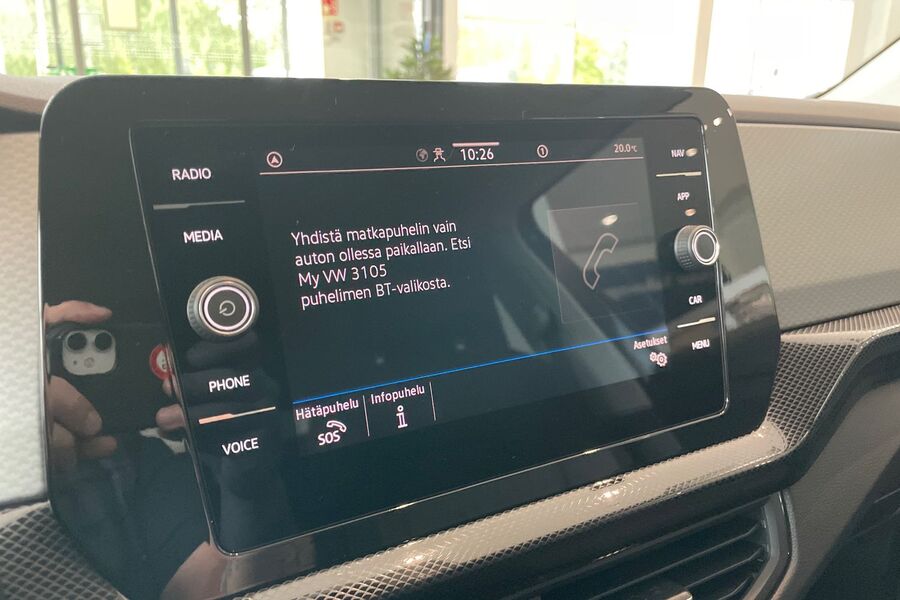 RADIO
MEDIA
PHONE
VOICE
10:26
1
20.0°C
Yhdistä matkapuhelin vain
auton ollessa paikallaan. Etsi
My VW 3105
puhelimen BT-valikosta.
Asetukset
Hätäpuhelu
SOS
Infopuhelu
i
NAV
APP
CAR
MENU